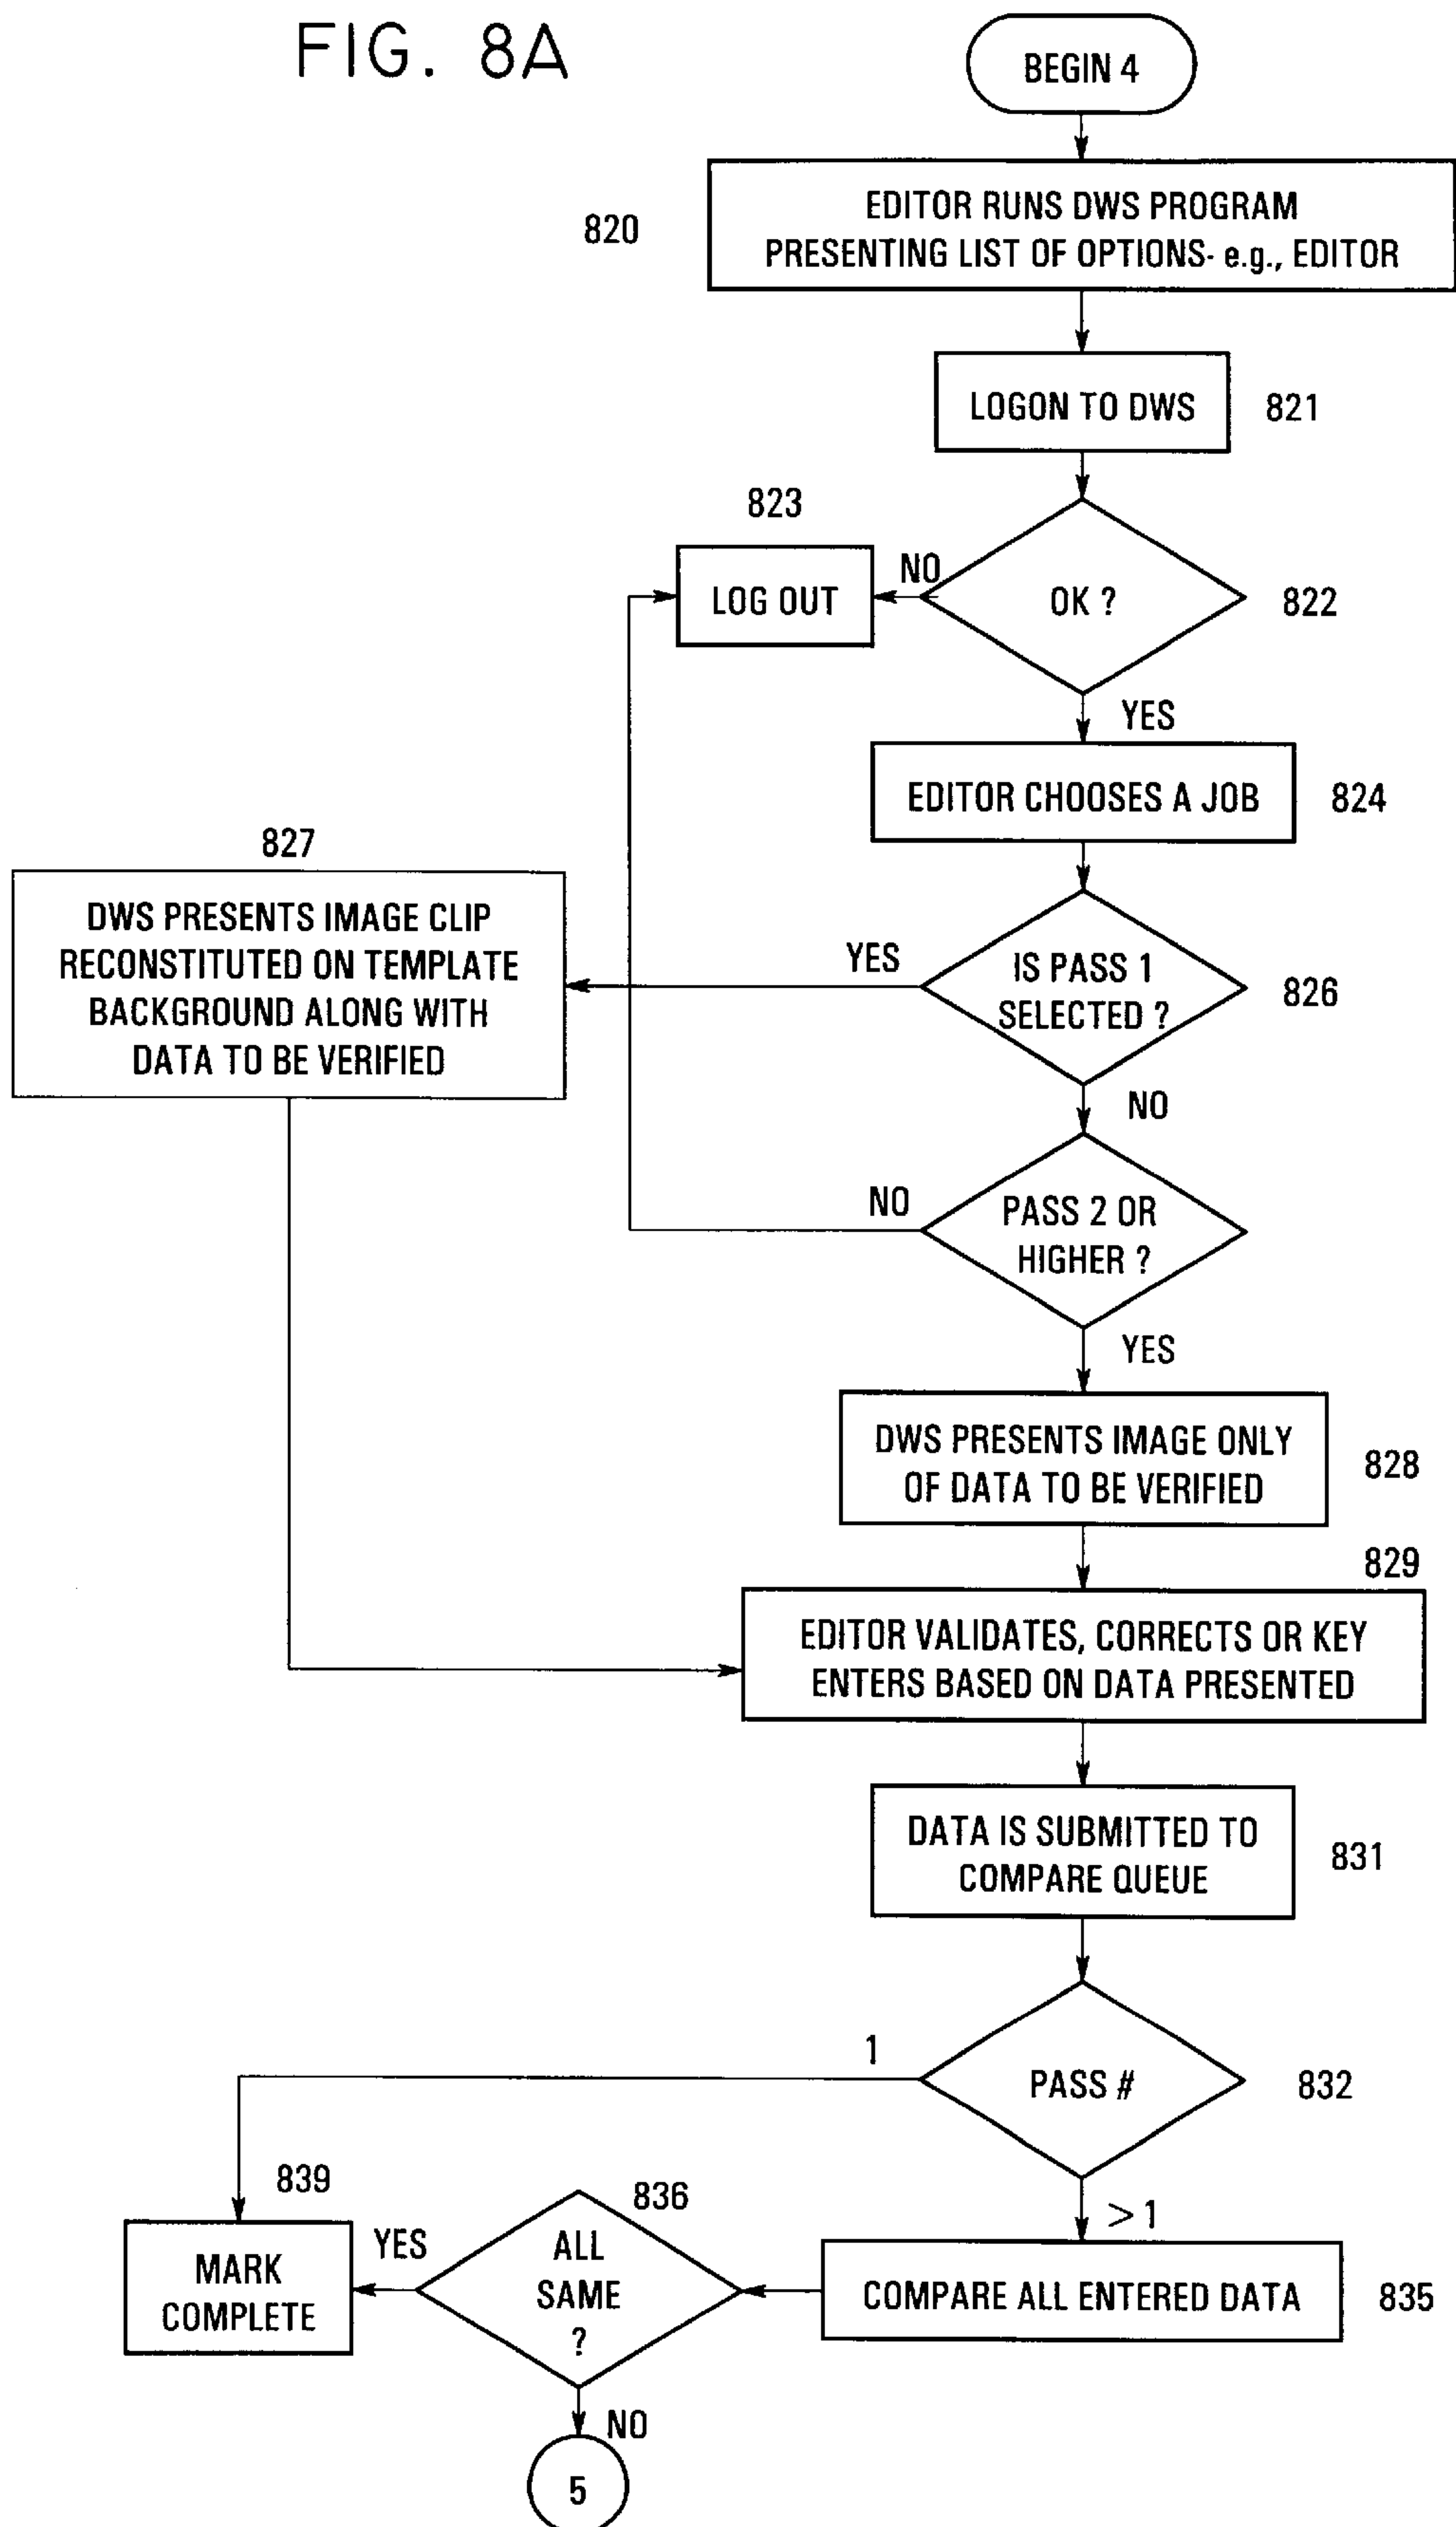 FIG. 8A
BEGIN 4
820
EDITOR RUNS DWS PROGRAM
PRESENTING LIST OF OPTIONS- e.g., EDITOR
LOGON TO DWS
821
823
LOG OUT
NO
OK ?
822
YES
EDITOR CHOOSES A JOB
824
827
DWS PRESENTS IMAGE CLIP
RECONSTITUTED ON TEMPLATE
BACKGROUND ALONG WITH
DATA TO BE VERIFIED
YES
IS PASS 1
SELECTED ?
826
NO
NO
PASS 2 OR
HIGHER ?
YES
DWS PRESENTS IMAGE ONLY
OF DATA TO BE VERIFIED
828
829
EDITOR VALIDATES, CORRECTS OR KEY
ENTERS BASED ON DATA PRESENTED
DATA IS SUBMITTED TO
COMPARE QUEUE
831
1
PASS #
832
> 1
839
MARK
COMPLETE
YES
836
ALL
SAME
?
COMPARE ALL ENTERED DATA
835
NO
5